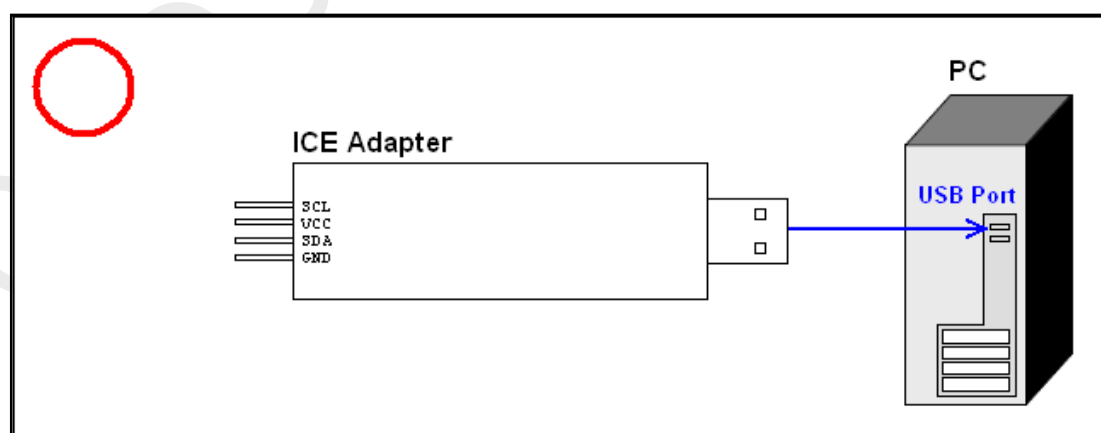 PC
ICE Adapter
USB Port
SCL
VCC
SDA
GND